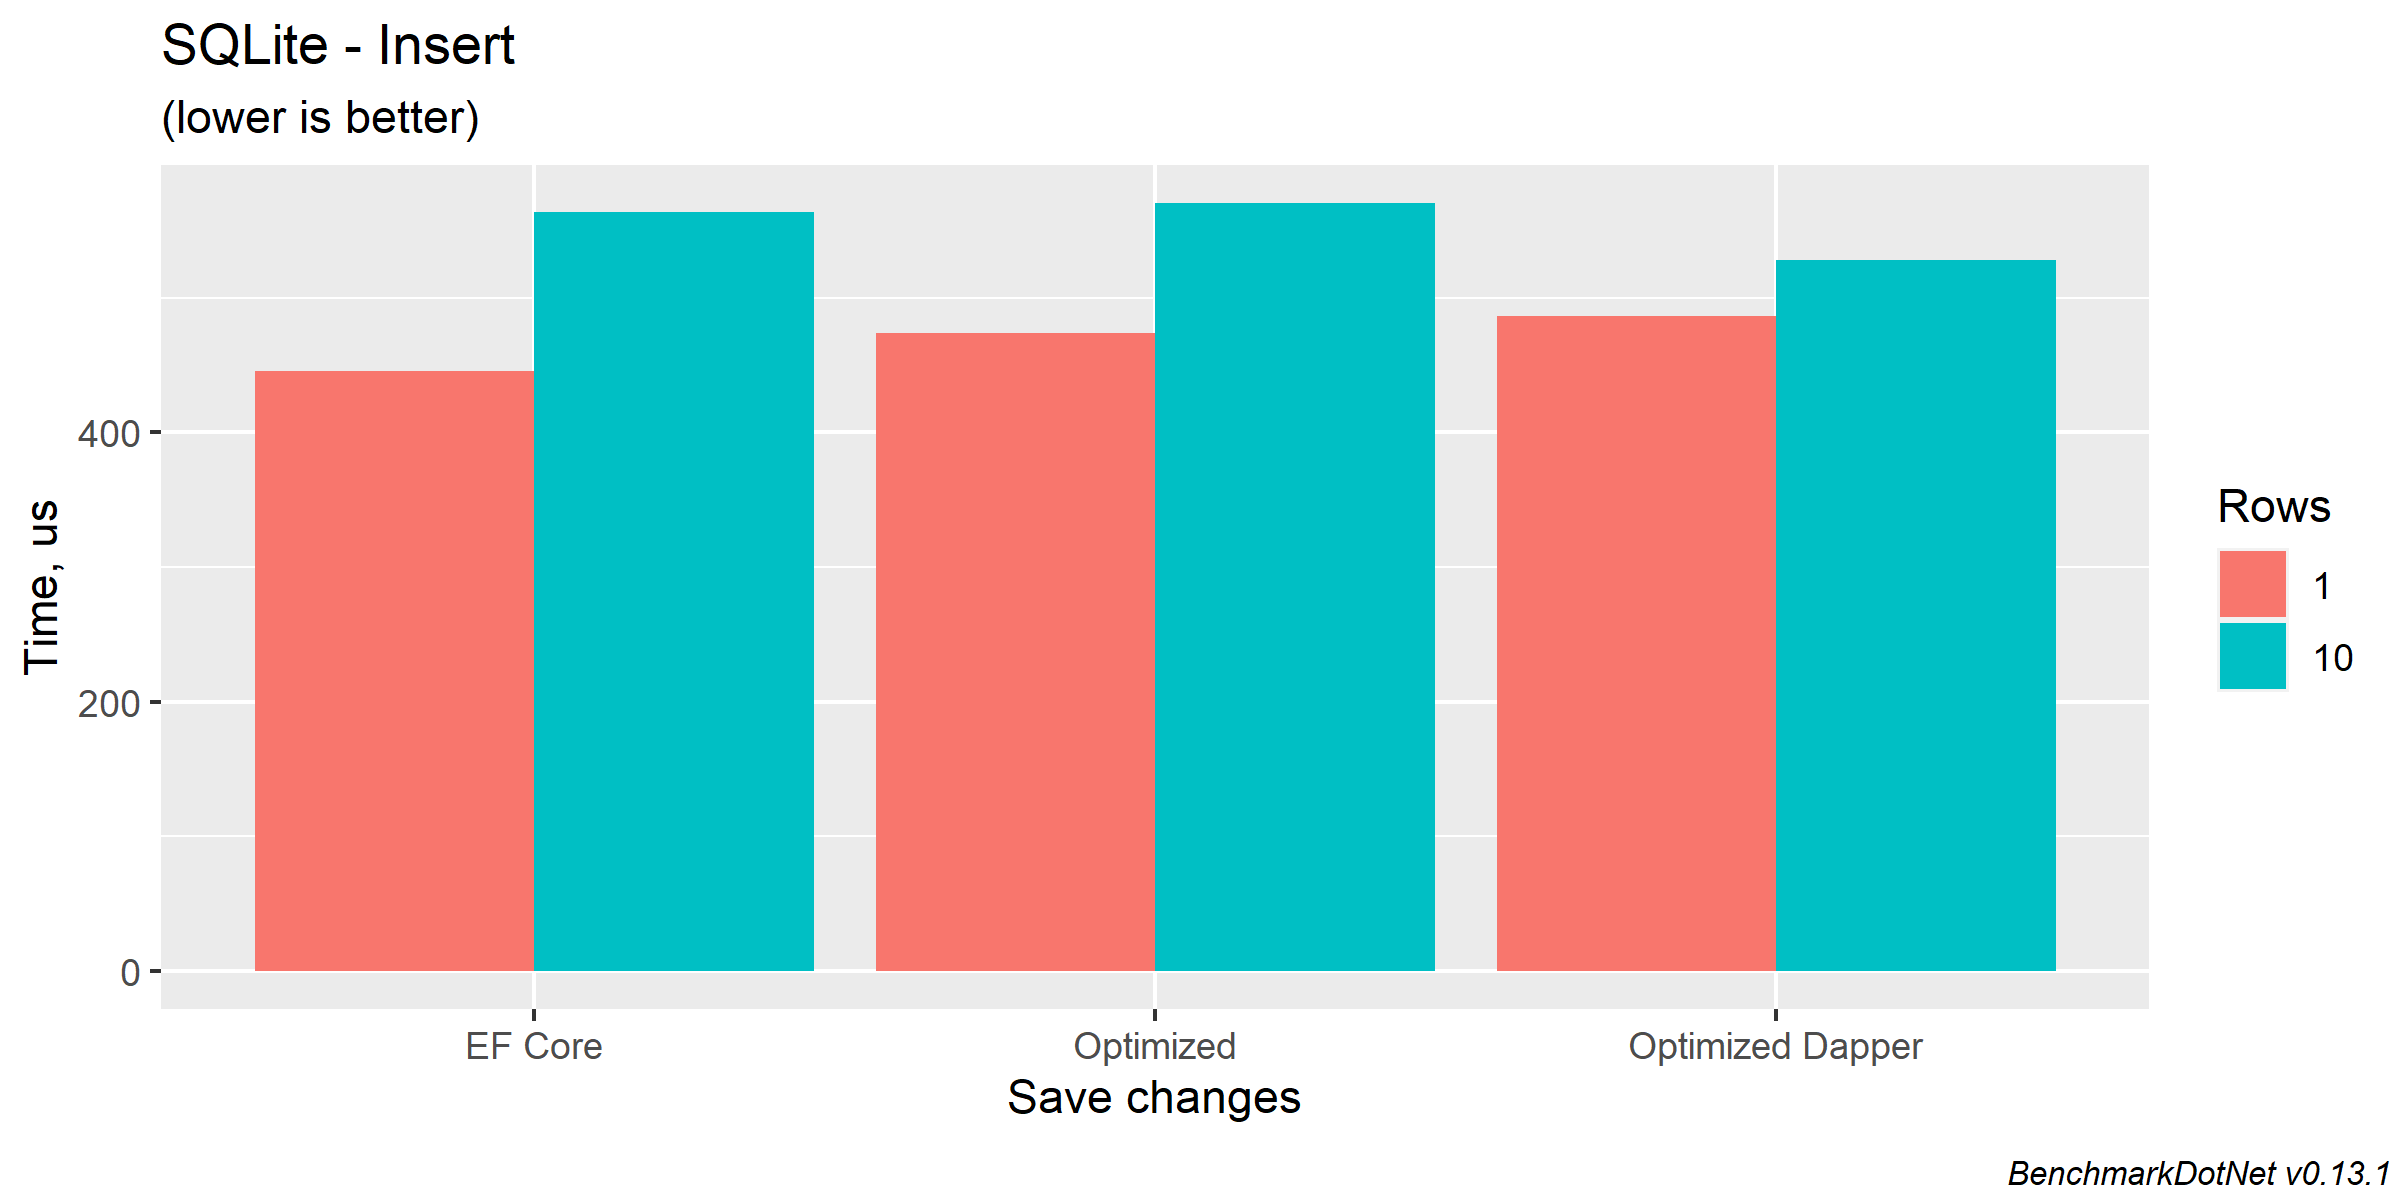 SQLite - Insert
(lower is better)
Time, us
400
200
0
EF Core
Optimized
Optimized Dapper
Save changes
Rows
1
10
BenchmarkDotNet v0.13.1